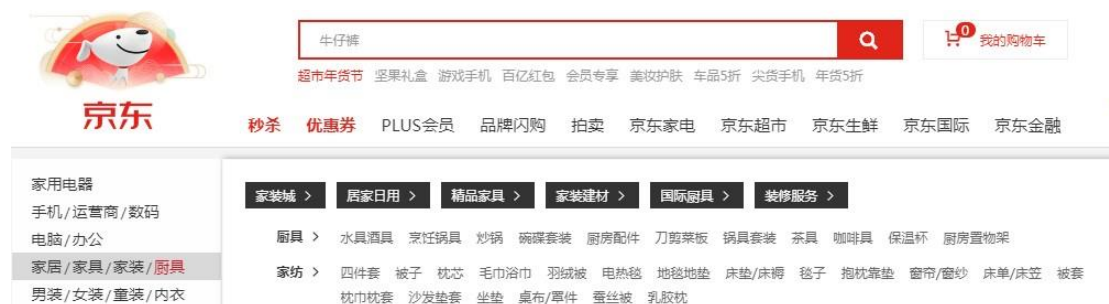 牛仔裤
0
我的购物车
超市年货节 坚果礼盒 游戏手机 百亿红包 会员专享 美妆护肤 车品5折 尖货手机 年货5折
京东
秒杀 优惠券 PLUS会员 品牌闪购 拍卖 京东家电 京东超市 京东生鲜 京东国际 京东金融
家用电器
手机/运营商/数码
电脑/办公
家居/家具/家装/厨具
男装/女装/童装/内衣
家装城 > 居家日用 > 精品家具 > 家装建材 > 国际厨具 > 装修服务 >
厨具 > 水具酒具 烹饪锅具 炒锅 碗碟套装 厨房配件 刀剪菜板 锅具套装 茶具 咖啡具 保温杯 厨房置物架
家纺 > 四件套 被子 枕芯 毛巾浴巾 羽绒被 电热毯 地毯地垫 床垫/床褥 毯子 抱枕靠垫 窗帘/窗纱 床单/床笠 被套
枕巾枕套 沙发垫套 坐垫 桌布/罩件 蚕丝被 乳胶枕